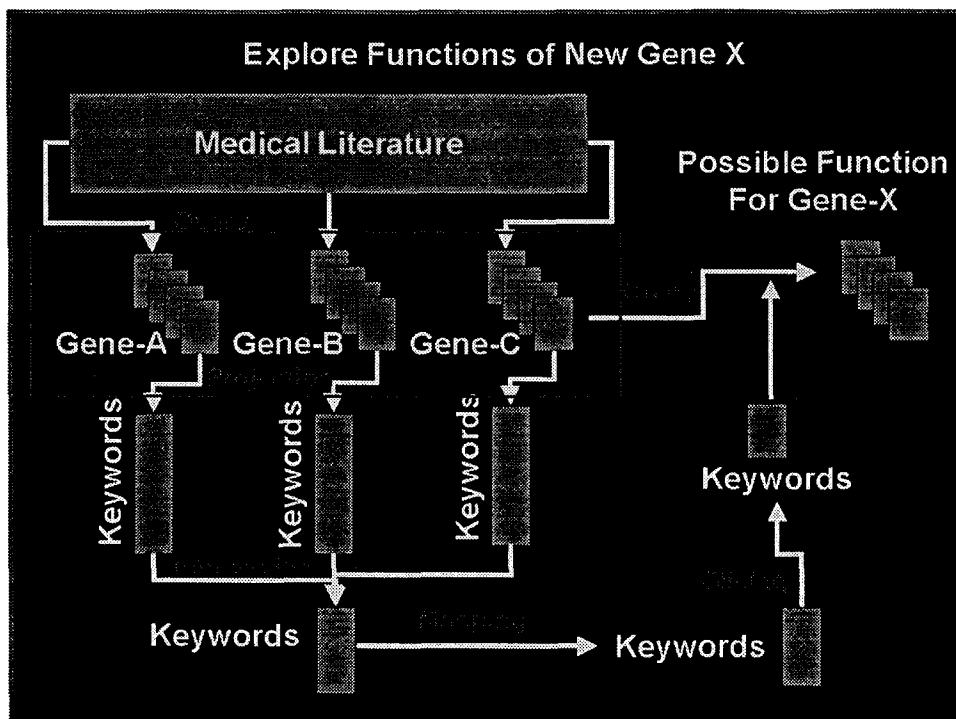 Explore Functions of New Gene X
Medical Literature
Possible Function
For Gene-X
Gene-A
Gene-B
Gene-C
Keywords
Keywords
Keywords
Keywords
Keywords
Keywords